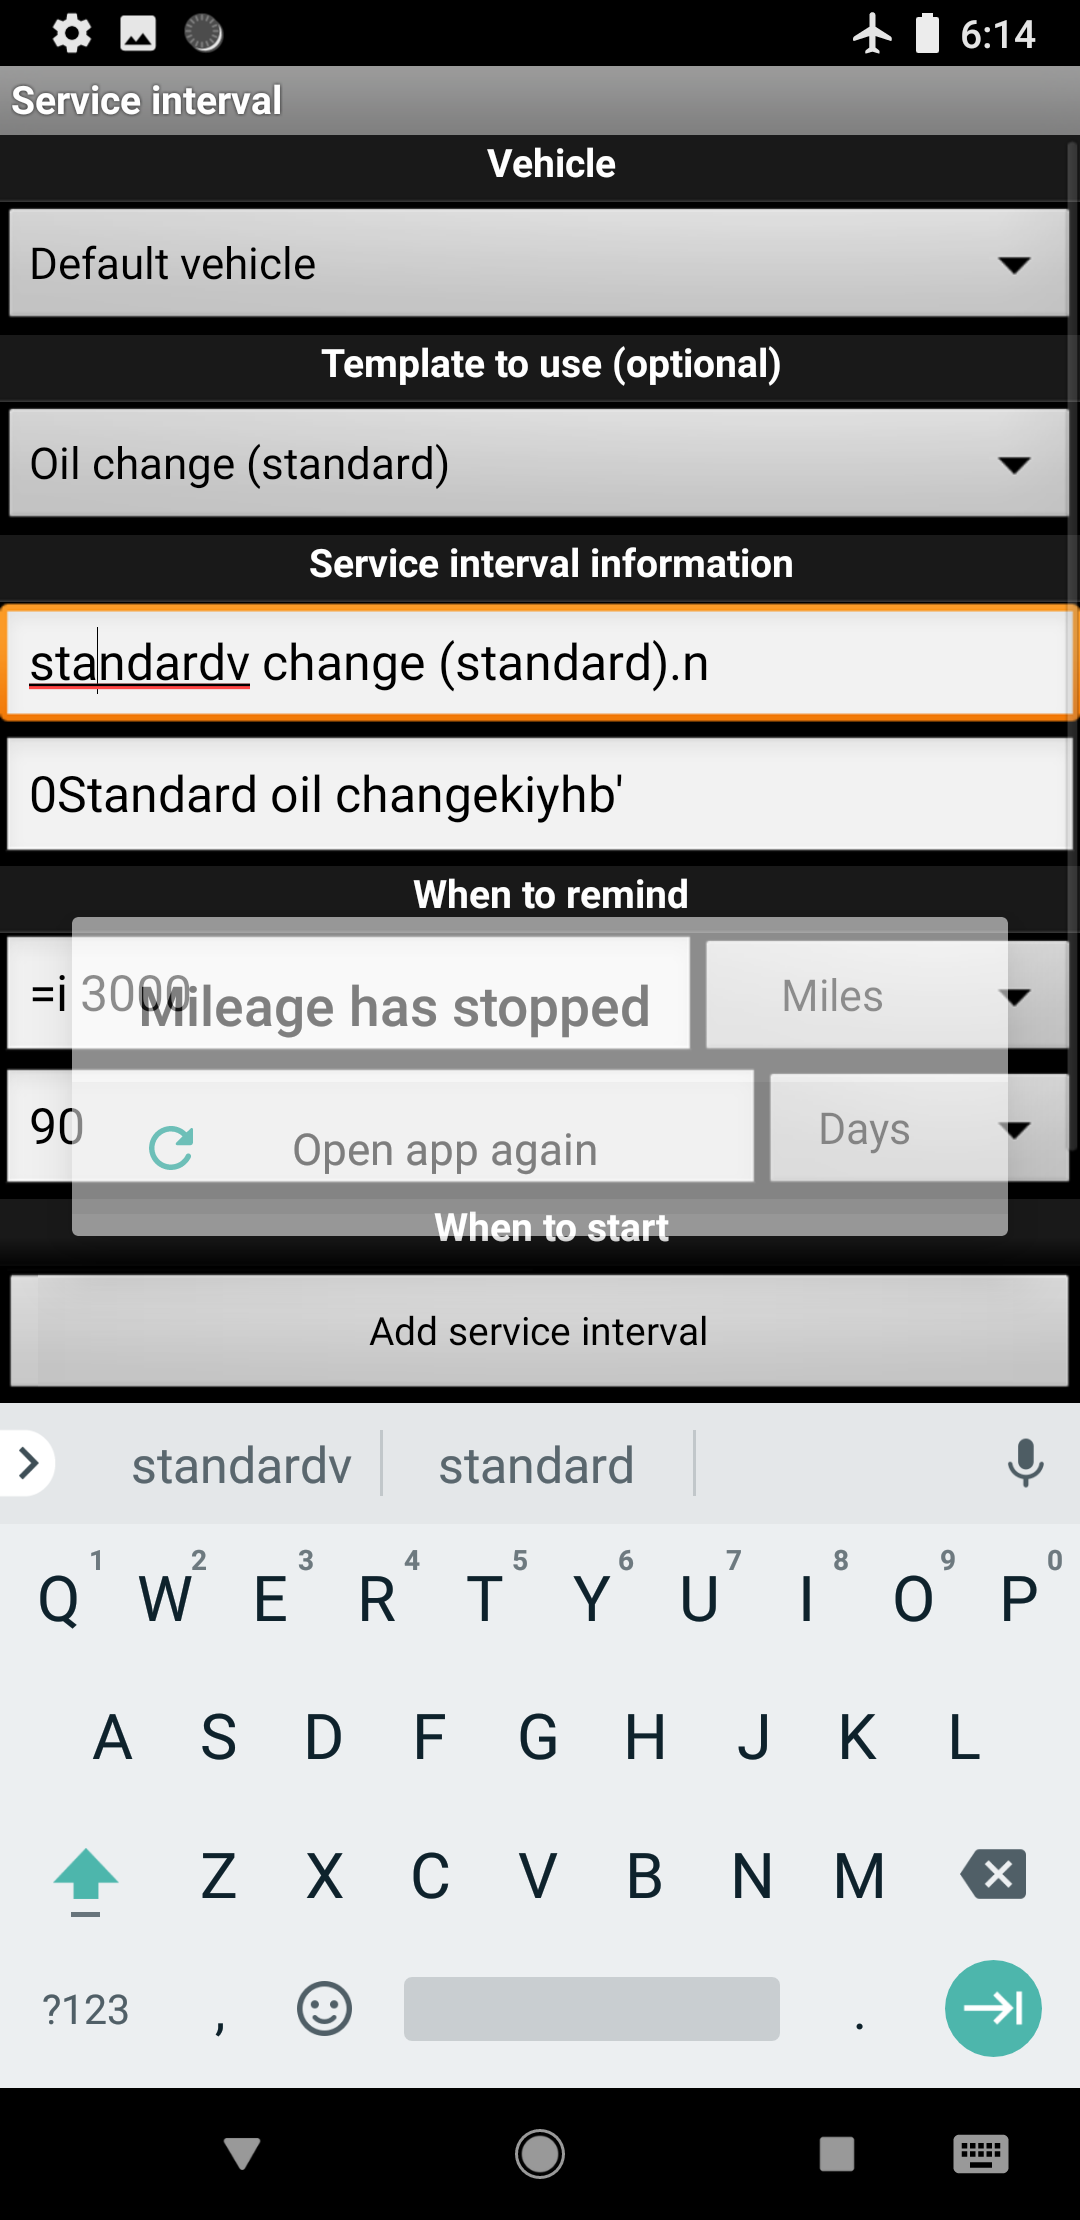 6:14
Service interval
Vehicle
Default vehicle
Template to use (optional)
Oil change (standard)
Service interval information
standardv change (standard).n
0Standard oil changekiyhb'
When to remind
=i 3000
Miles
Mileage has stopped
90
Days
Open app again
When to start
Add service interval
standardv standard
1 2 3 4 5 6 7 8 9 0
Q W E R T Y U I O P
A S D F G H J K L
Z X C V B N M
?123 , .